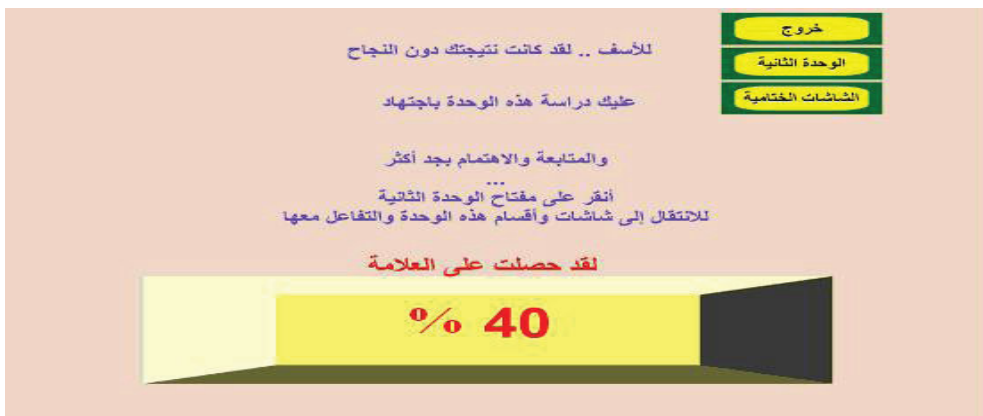 خروج
الوحدة الثانية
الشاشات الختامية
للأسف .. لقد كانت نتيجتك دون النجاح
عليك دراسة هذه الوحدة باجتهاد
والمتابعة والاهتمام بجد أكثر
...
أنقر على مفتاح الوحدة الثانية
للانتقال إلى شاشات وأقسام هذه الوحدة والتفاعل معها
لقد حصلت على العلامة
% 40